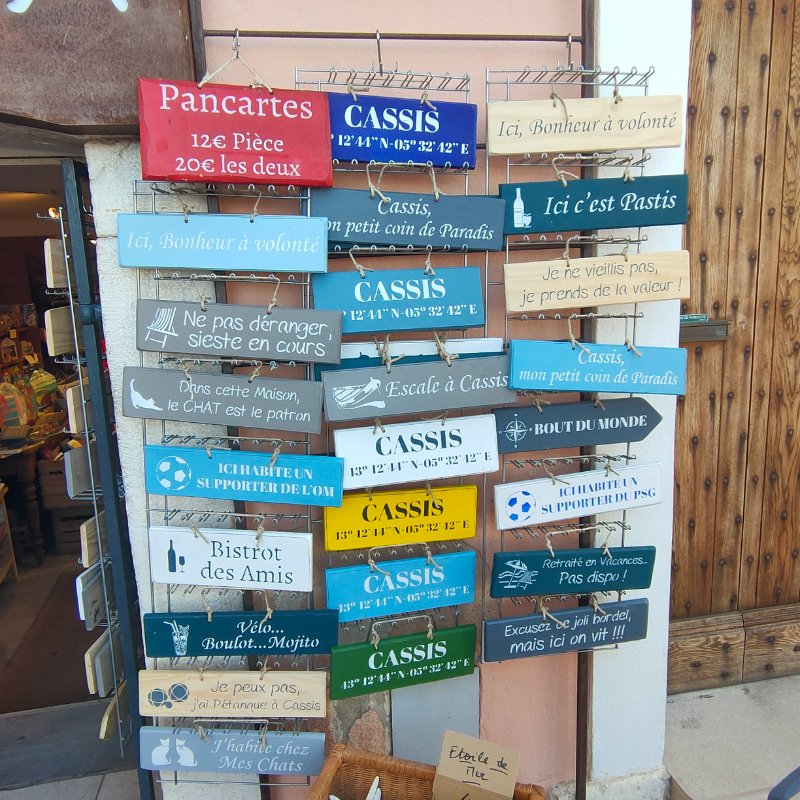 Pancartes
12€ Pièce
20€ les deux
Ici, Bonheur à volonté
Ne pas déranger,
sieste en cours
Dans cette Maison,
le CHAT est le patron
ICI HABITE UN
SUPPORTER DE L'OM
Bistrot
des Amis
Vélo...
Boulot...Mojito
Je peux pas,
j'ai Pétanque à Cassis
J'habite chez
Mes Chats
CASSIS
12°44’’ N-05° 32’42’’ E
Cassis,
mon petit coin de Paradis
CASSIS
12°44’’ N-05° 32’42’’ E
Escale à Cassis
CASSIS
43° 12’44’’ N-05° 32’42’’ E
CASSIS
43° 12’44’’ N-05° 32’42’’ E
CASSIS
43° 12’44’’ N-05° 32’42’’ E
CASSIS
43° 12’44’’ N-05° 32’42’’ E
Ici, Bonheur à volonté
Ici c'est Pastis
Je ne vieillis pas,
je prends de la valeur !
Cassis,
mon petit coin de Paradis
BOUT DU MONDE
ICI HABITE UN
SUPPORTER DU PSG
Retraité en Vacances...
Pas dispo !
Excusez ce joli bordel,
mais ici on vit !!!
Etoile de
Mer